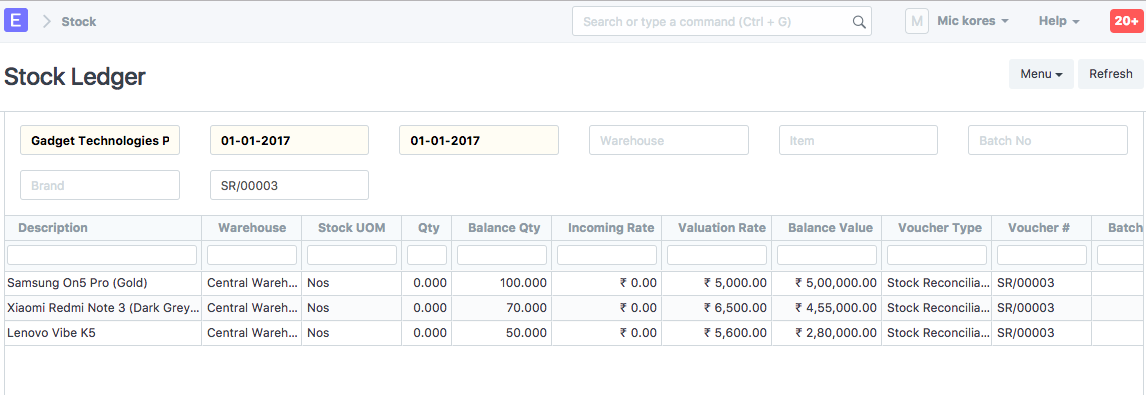 E Stock Search or type a command (Ctrl + G) M Mic kores Help 20+
Stock Ledger Menu Refresh
Gadget Technologies P 01-01-2017 01-01-2017 Warehouse Item Batch No
Brand SR/00003
Description Warehouse Stock UOM Qty Balance Qty Incoming Rate Valuation Rate Balance Value Voucher Type Voucher # Batch
Samsung On5 Pro (Gold) Central Wareh... Nos 0.000 100.000 ₹ 0.00 ₹ 5,000.00 ₹ 5,00,000.00 Stock Reconcilia... SR/00003
Xiaomi Redmi Note 3 (Dark Grey... Central Wareh... Nos 0.000 70.000 ₹ 0.00 ₹ 6,500.00 ₹ 4,55,000.00 Stock Reconcilia... SR/00003
Lenovo Vibe K5 Central Wareh... Nos 0.000 50.000 ₹ 0.00 ₹ 5,600.00 ₹ 2,80,000.00 Stock Reconcilia... SR/00003